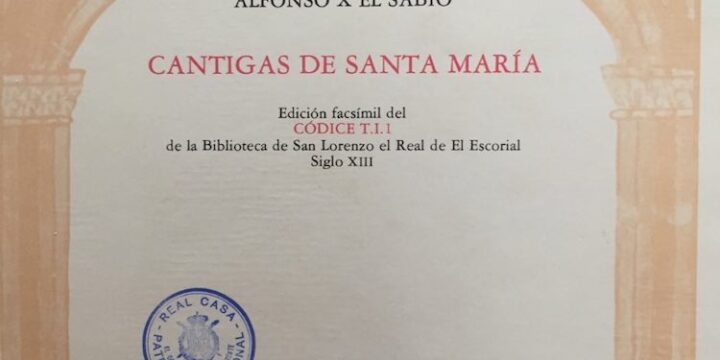 ALFONSO X EL SABIO
CANTIGAS DE SANTA MARÍA
Edición facsímil del
CÓDICE T.I.1
de la Biblioteca de San Lorenzo el Real de El Escorial
Siglo XIII
REAL CASA